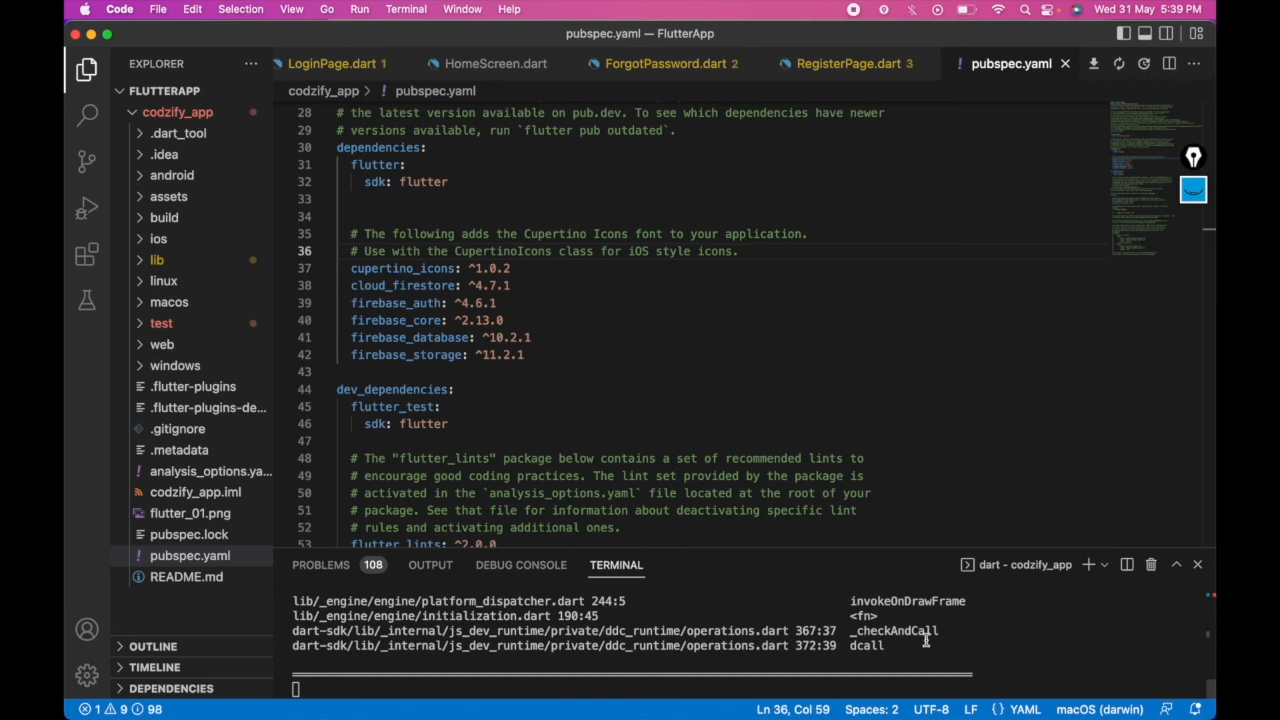 Code File Edit Selection View Go Run Terminal Window Help Wed 31 May 5:39 PM
pubspec.yaml — FlutterApp
EXPLORER
LoginPage.dart 1
HomeScreen.dart
ForgotPassword.dart 2
RegisterPage.dart 3
! pubspec.yaml
FLUTTERAPP
codzify_app > ! pubspec.yaml
codzify_app
.dart_tool
.idea
android
assets
build
ios
lib
linux
macos
test
web
windows
.flutter-plugins
.flutter-plugins-de...
.gitignore
.metadata
analysis_options.ya...
codzify_app.iml
flutter_01.png
pubspec.lock
! pubspec.yaml
README.md
OUTLINE
TIMELINE
DEPENDENCIES
28 # the latest version available on pub.dev. To see which dependencies have newer
29 # versions available, run `flutter pub outdated`.
30 dependencies:
31 flutter:
32 sdk: flutter
33
34
35 # The following adds the Cupertino Icons font to your application.
36 # Use with the CupertinoIcons class for iOS style icons.
37 cupertino_icons: ^1.0.2
38 cloud_firestore: ^4.7.1
39 firebase_auth: ^4.6.1
40 firebase_core: ^2.13.0
41 firebase_database: ^10.2.1
42 firebase_storage: ^11.2.1
43
44 dev_dependencies:
45 flutter_test:
46 sdk: flutter
47
48 # The "flutter_lints" package below contains a set of recommended lints to
49 # encourage good coding practices. The lint set provided by the package is
50 # activated in the `analysis_options.yaml` file located at the root of your
51 # package. See that file for information about deactivating specific lint
52 # rules and activating additional ones.
53 flutter_lints: ^2.0.0
PROBLEMS 108 OUTPUT DEBUG CONSOLE TERMINAL dart - codzify_app
lib/_engine/engine/platform_dispatcher.dart 244:5 invokeOnDrawFrame
lib/_engine/engine/initialization.dart 190:45 <fn>
dart-sdk/lib/_internal/js_dev_runtime/private/ddc_runtime/operations.dart 367:37 _checkAndCall
dart-sdk/lib/_internal/js_dev_runtime/private/ddc_runtime/operations.dart 372:39 dcall
1 9 98 Ln 36, Col 59 Spaces: 2 UTF-8 LF {} YAML macOS (darwin)